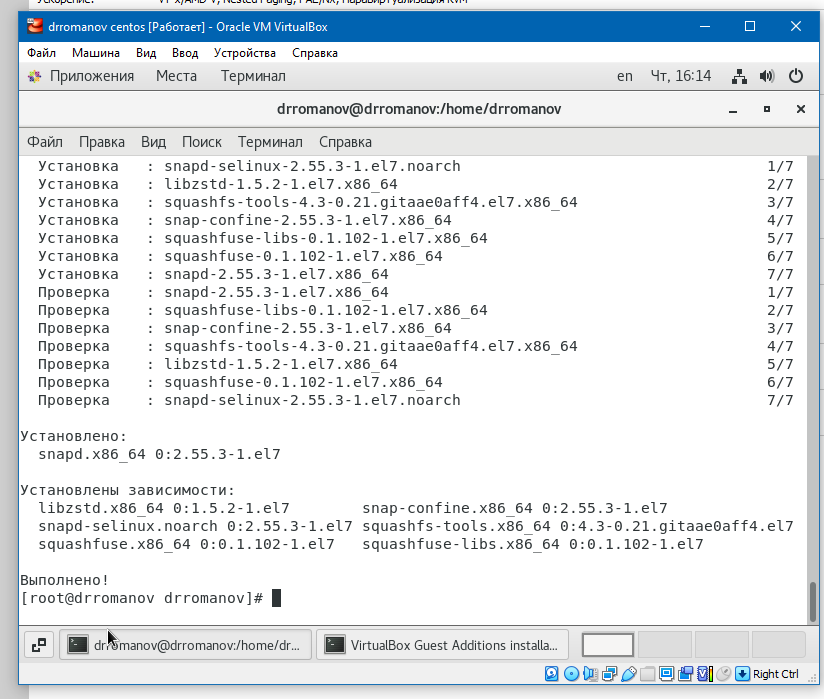 Ускорение: VT-x/AMD-V, Nested Paging, PAE/NX, Паравиртуализация KVM
drromanov centos [Работает] - Oracle VM VirtualBox
Файл Машина Вид Ввод Устройства Справка
Приложения Места Терминал en Чт, 16:14
drromanov@drromanov:/home/drromanov
Файл Правка Вид Поиск Терминал Справка
Установка : snapd-selinux-2.55.3-1.el7.noarch 1/7
Установка : libzstd-1.5.2-1.el7.x86_64 2/7
Установка : squashfs-tools-4.3-0.21.gitaae0aff4.el7.x86_64 3/7
Установка : snap-confine-2.55.3-1.el7.x86_64 4/7
Установка : squashfuse-libs-0.1.102-1.el7.x86_64 5/7
Установка : squashfuse-0.1.102-1.el7.x86_64 6/7
Установка : snapd-2.55.3-1.el7.x86_64 7/7
Проверка : snapd-2.55.3-1.el7.x86_64 1/7
Проверка : squashfuse-libs-0.1.102-1.el7.x86_64 2/7
Проверка : snap-confine-2.55.3-1.el7.x86_64 3/7
Проверка : squashfs-tools-4.3-0.21.gitaae0aff4.el7.x86_64 4/7
Проверка : libzstd-1.5.2-1.el7.x86_64 5/7
Проверка : squashfuse-0.1.102-1.el7.x86_64 6/7
Проверка : snapd-selinux-2.55.3-1.el7.noarch 7/7
Установлено:
snapd.x86_64 0:2.55.3-1.el7
Установлены зависимости:
libzstd.x86_64 0:1.5.2-1.el7 snap-confine.x86_64 0:2.55.3-1.el7
snapd-selinux.noarch 0:2.55.3-1.el7 squashfs-tools.x86_64 0:4.3-0.21.gitaae0aff4.el7
squashfuse.x86_64 0:0.1.102-1.el7 squashfuse-libs.x86_64 0:0.1.102-1.el7
Выполнено!
[root@drromanov drromanov]#
drromanov@drromanov:/home/dr... VirtualBox Guest Additions installa...
Right Ctrl